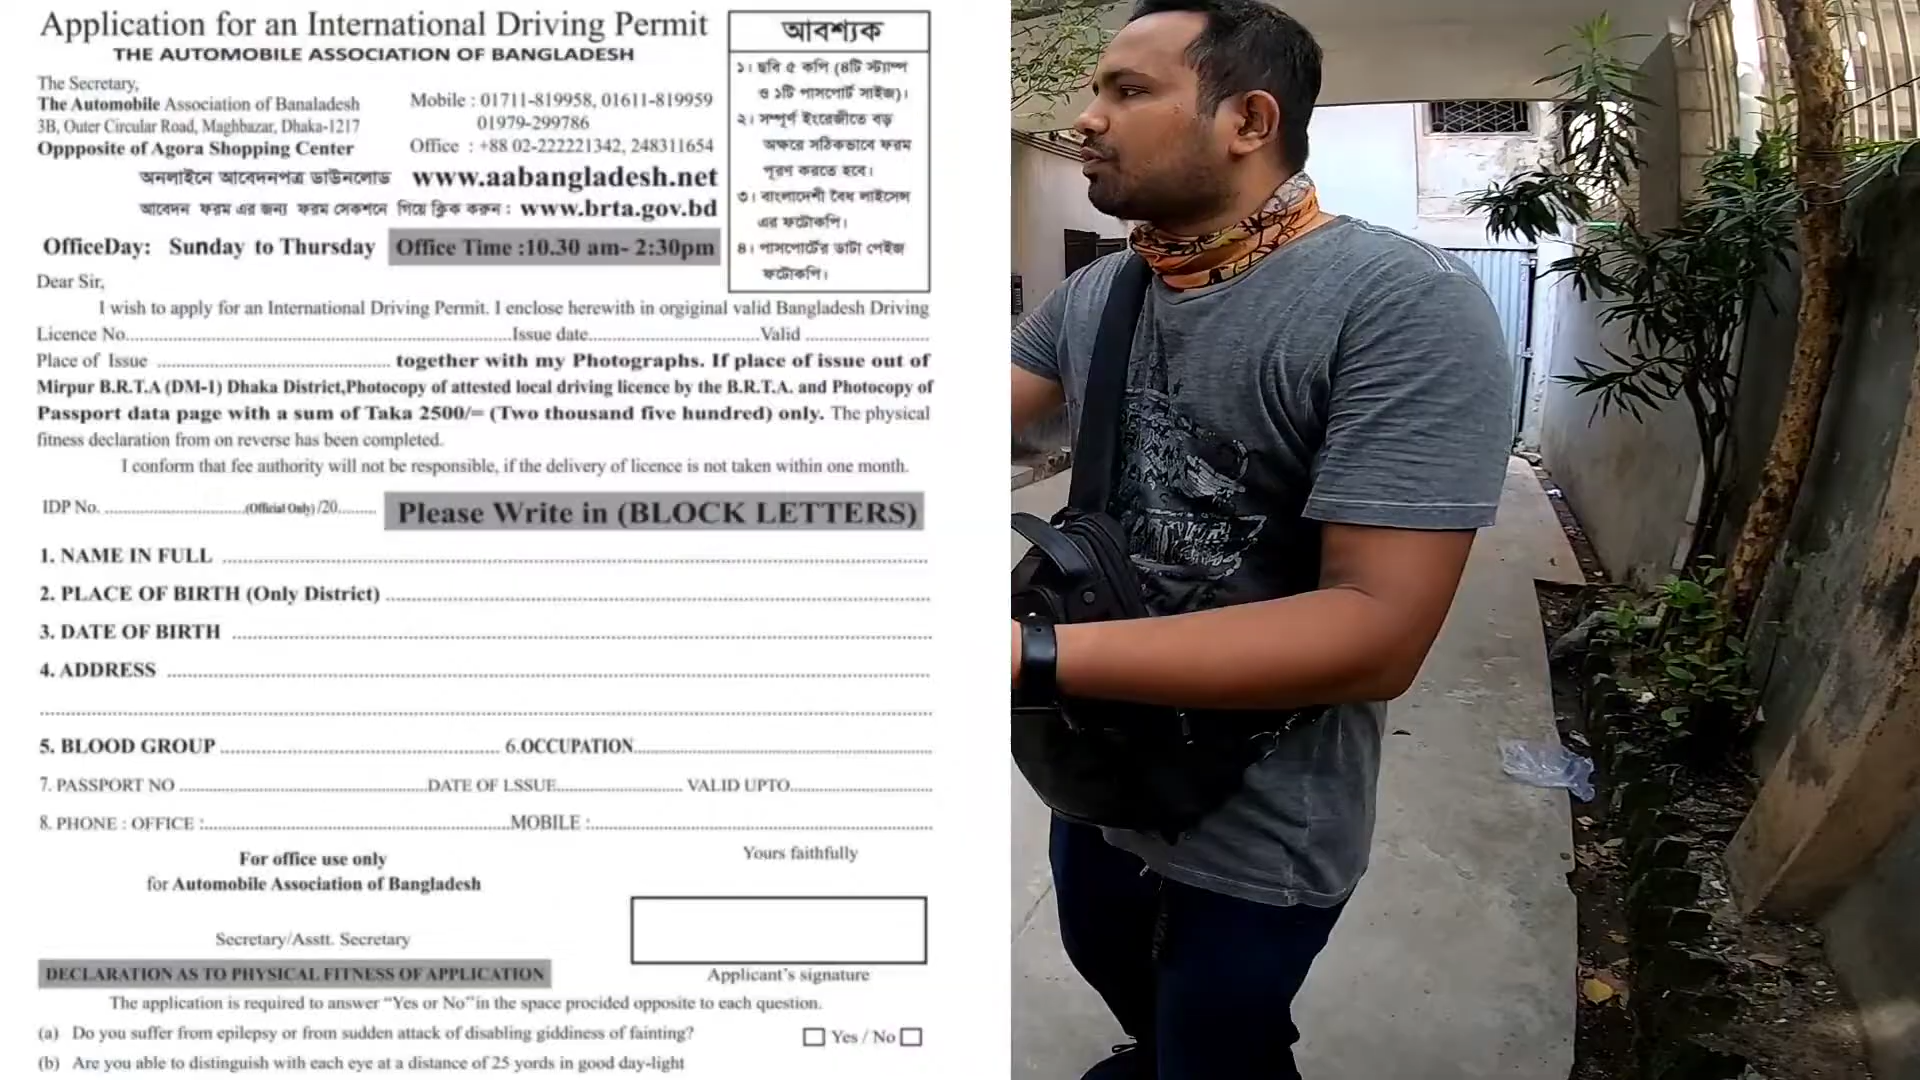 Application for an International Driving Permit
THE AUTOMOBILE ASSOCIATION OF BANGLADESH
The Secretary,
The Automobile Association of Banaladesh
3B, Outer Circular Road, Maghbazar, Dhaka-1217
Oppposite of Agora Shopping Center
Mobile : 01711-819958, 01611-819959
01979-299786
Office : +88 02-222221342, 248311654
অনলাইনে আবেদনপত্র ডাউনলোড www.aabangladesh.net
আবেদন ফরম এর জন্য ফরম সেকশনে গিয়ে ক্লিক করুন : www.brta.gov.bd
OfficeDay: Sunday to Thursday Office Time :10.30 am- 2:30pm
আবশ্যক
১। ছবি ৫ কপি (৪টি স্ট্যাম্প
ও ১টি পাসপোর্ট সাইজ)।
২। সম্পূর্ণ ইংরেজীতে বড়
অক্ষরে সঠিকভাবে ফরম
পূরণ করতে হবে।
৩। বাংলাদেশী বৈধ লাইসেন্স
এর ফটোকপি।
৪। পাসপোর্টের ডাটা পেইজ
ফটোকপি।
Dear Sir,
I wish to apply for an International Driving Permit. I enclose herewith in orgiginal valid Bangladesh Driving
Licence No.....................Issue date.....................Valid .....................
Place of Issue ..................... together with my Photographs. If place of issue out of
Mirpur B.R.T.A (DM-1) Dhaka District,Photocopy of attested local driving licence by the B.R.T.A. and Photocopy of
Passport data page with a sum of Taka 2500/= (Two thousand five hundred) only. The physical
fitness declaration from on reverse has been completed.
I conform that fee authority will not be responsible, if the delivery of licence is not taken within one month.
IDP No. .....................(Official Only) /20......... Please Write in (BLOCK LETTERS)
1. NAME IN FULL .....................
2. PLACE OF BIRTH (Only District) .....................
3. DATE OF BIRTH .....................
4. ADDRESS .....................
5. BLOOD GROUP ..................... 6.OCCUPATION.....................
7. PASSPORT NO .....................DATE OF LSSUE..................... VALID UPTO.....................
8. PHONE : OFFICE :.....................MOBILE :.....................
For office use only
for Automobile Association of Bangladesh
Yours faithfully
Secretary/Asstt. Secretary
Applicant's signature
DECLARATION AS TO PHYSICAL FITNESS OF APPLICATION
The application is required to answer "Yes or No" in the space procided opposite to each question.
(a) Do you suffer from epilepsy or from sudden attack of disabling giddiness of fainting? Yes / No
(b) Are you able to distinguish with each eye at a distance of 25 yords in good day-light